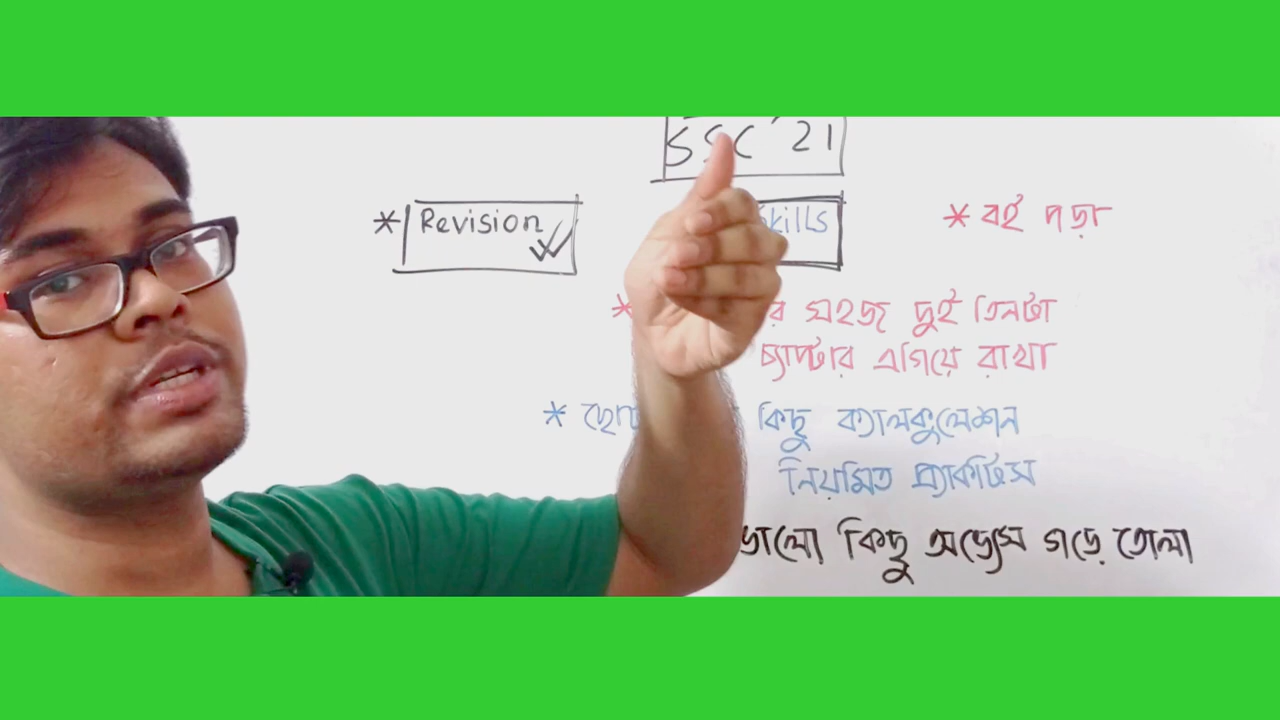 SSC '21
* Revision
Skills
* বই পড়া
* র সহজ দুই তিনটা
চ্যাপ্টার এগিয়ে রাখা
* কিছু ক্যালকুলেশন
নিয়মিত প্র্যাকটিস
ভালো কিছু অভ্যেস গড়ে তোলা